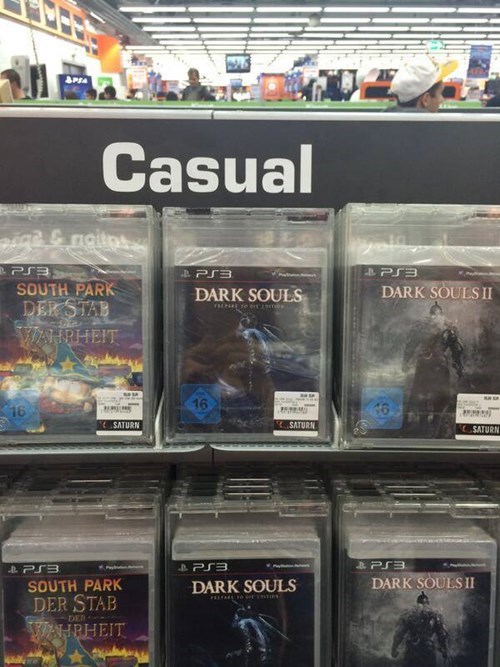 PS4
Casual
PS3
SOUTH PARK
DER STAB
DER
WAHRHEIT
16
SATURN
PS3
DARK SOULS
PREPARE TO DIE EDITION
16
SATURN
PS3
DARK SOULS II
16
SATURN
PS3
SOUTH PARK
DER STAB
DER
WAHRHEIT
PS3
DARK SOULS
PREPARE TO DIE EDITION
PS3
DARK SOULS II